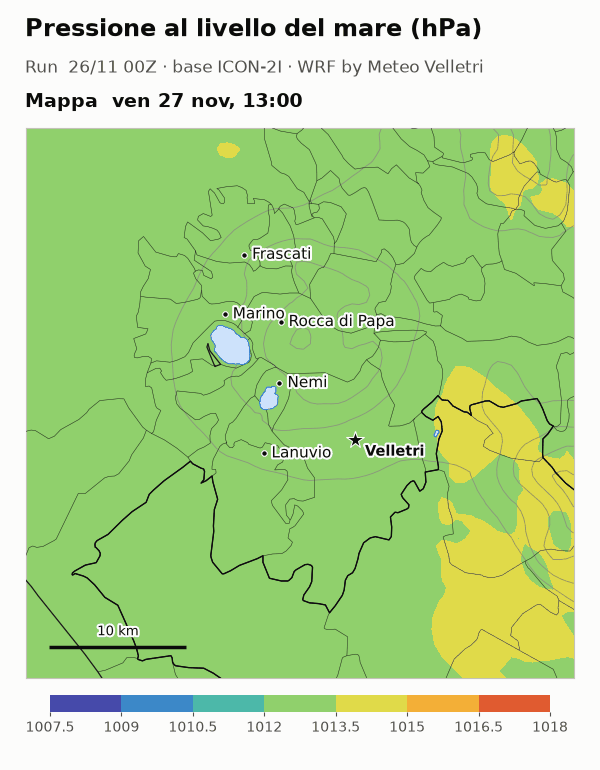 Pressione al livello del mare (hPa)
Run  26/11 00Z · base ICON-2I · WRF by Meteo Velletri
Mappa  ven 27 nov, 13:00
Frascati
Marino
Rocca di Papa
Nemi
Velletri
Lanuvio
10 km
1007.5 1009 1010.5 1012 1013.5 1015 1016.5 1018